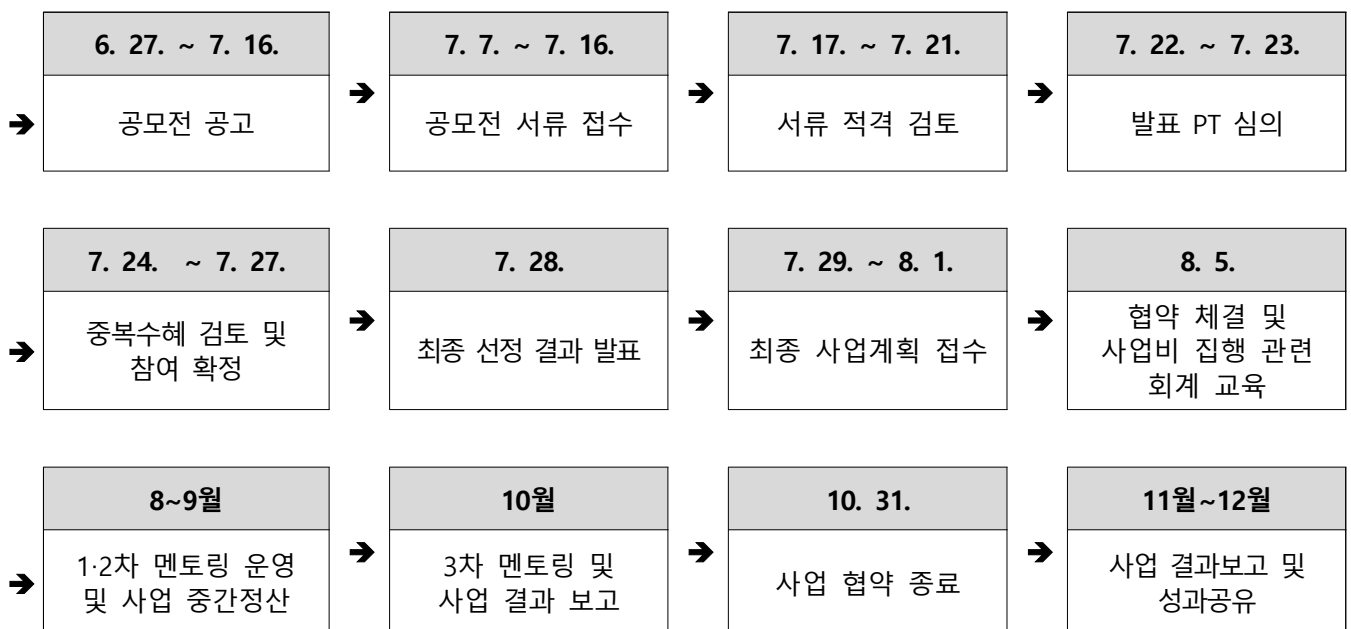 6. 27. ~ 7. 16.
공모전 공고
7. 7. ~ 7. 16.
공모전 서류 접수
7. 17. ~ 7. 21.
서류 적격 검토
7. 22. ~ 7. 23.
발표 PT 심의
7. 24. ~ 7. 27.
중복수혜 검토 및
참여 확정
7. 28.
최종 선정 결과 발표
7. 29. ~ 8. 1.
최종 사업계획 접수
8. 5.
협약 체결 및
사업비 집행 관련
회계 교육
8~9월
1·2차 멘토링 운영
및 사업 중간정산
10월
3차 멘토링 및
사업 결과 보고
10. 31.
사업 협약 종료
11월~12월
사업 결과보고 및
성과공유